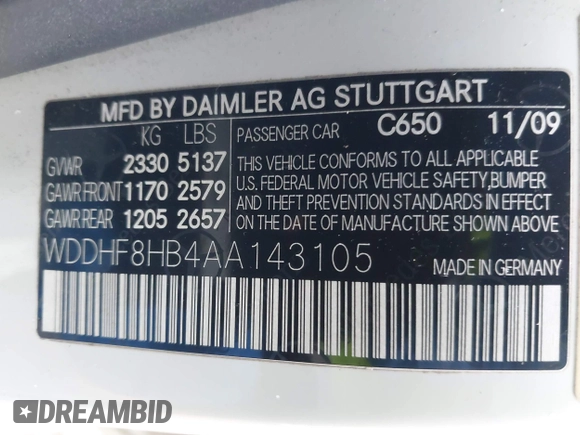 MFD BY DAIMLER AG STUTTGART
KG LBS PASSENGER CAR C650 11/09
GVWR 2330 5137
GAWR FRONT 1170 2579
GAWR REAR 1205 2657
THIS VEHICLE CONFORMS TO ALL APPLICABLE
U.S. FEDERAL MOTOR VEHICLE SAFETY, BUMPER
AND THEFT PREVENTION STANDARDS IN EFFECT
ON THE DATE OF MANUFACTURE SHOWN ABOVE.
WDDHF8HB4AA143105
MADE IN GERMANY
DREAMBID